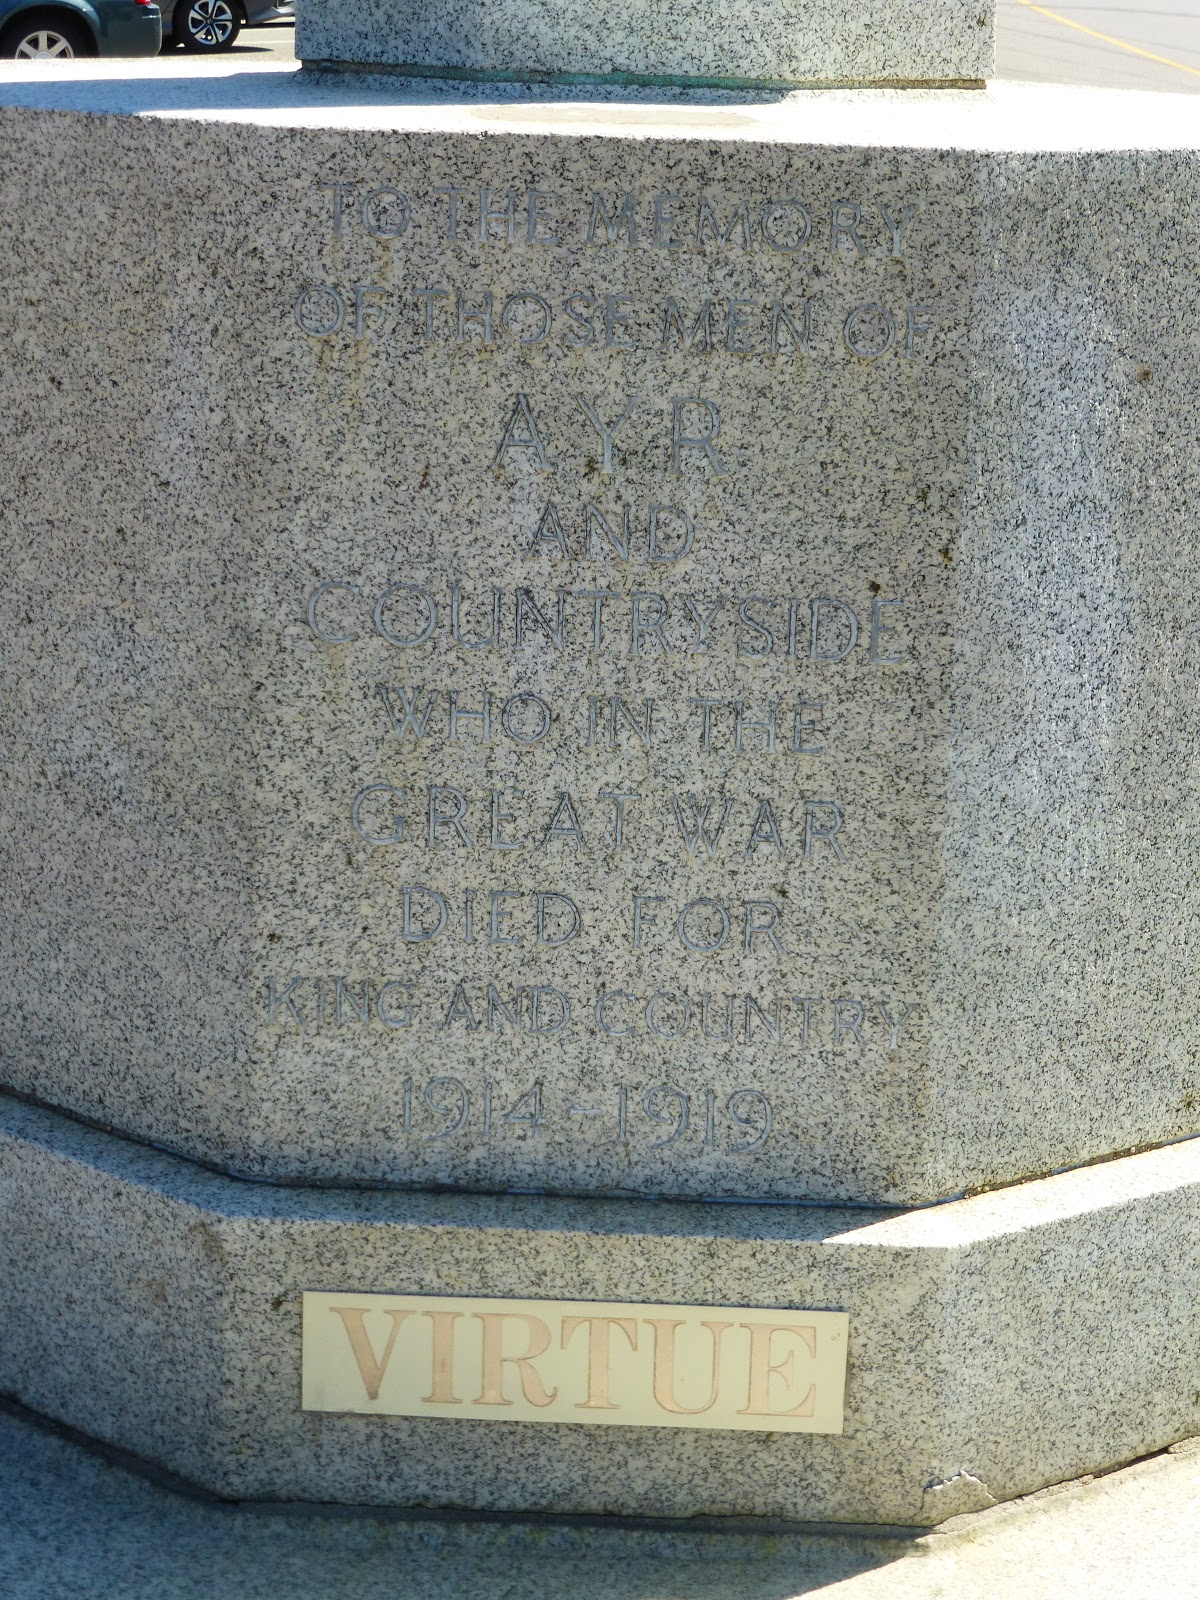 TO THE MEMORY
OF THOSE MEN OF
AYR
AND
COUNTRYSIDE
WHO IN THE
GREAT WAR
DIED FOR
KING AND COUNTRY
1914-1919
VIRTUE